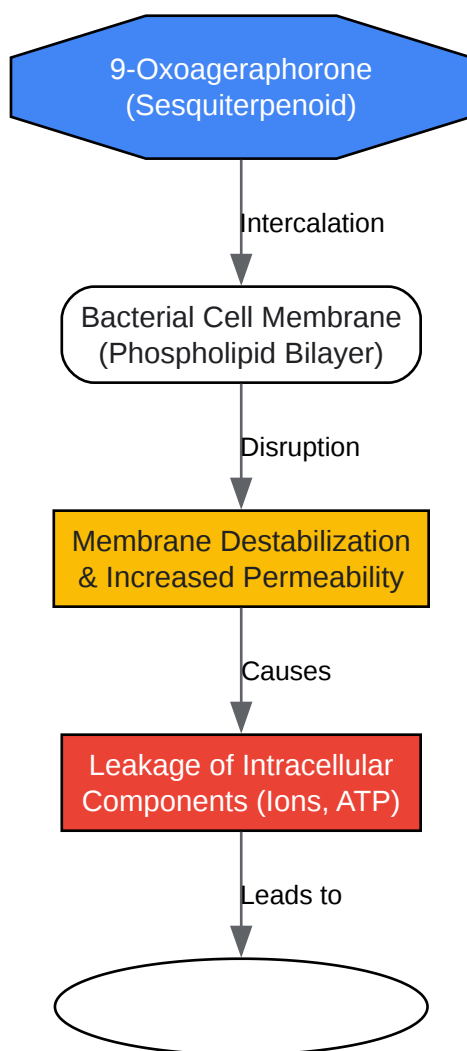 9-Oxoageraphorone
(Sesquiterpenoid)
Intercalation
Bacterial Cell Membrane
(Phospholipid Bilayer)
Disruption
Membrane Destabilization
& Increased Permeability
Causes
Leakage of Intracellular
Components (Ions, ATP)
Leads to